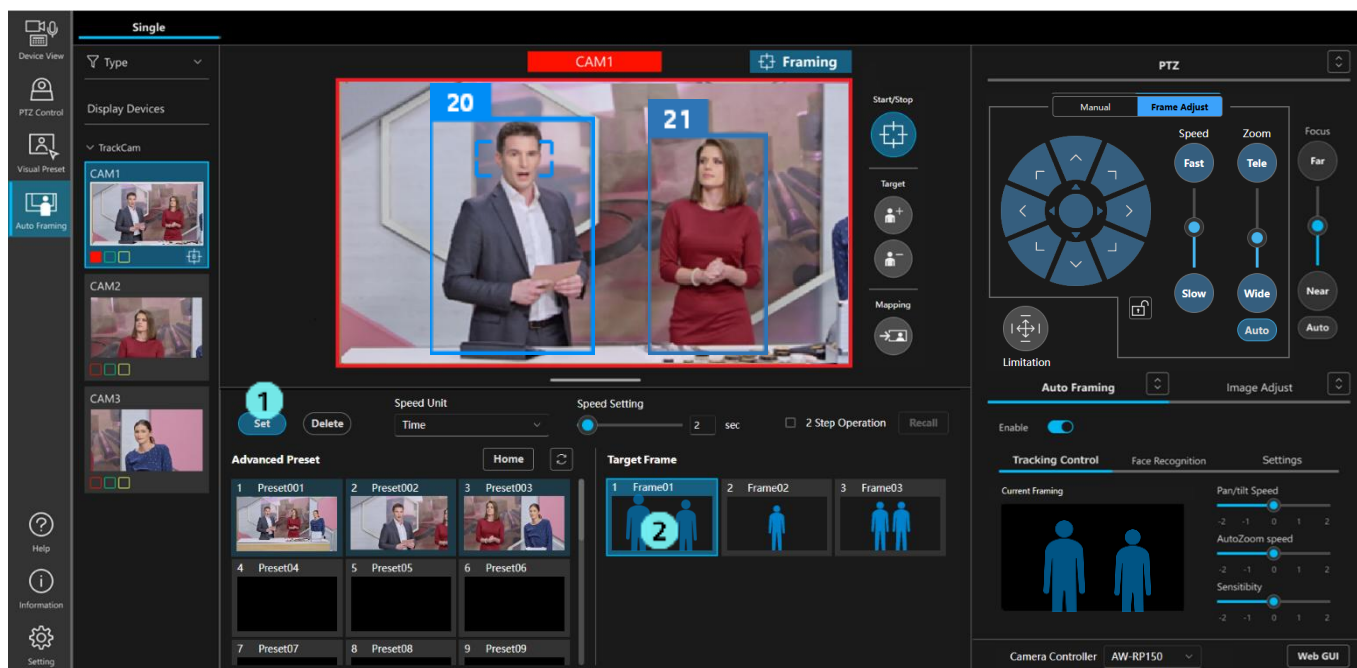 Single
Device View
PTZ Control
Visual Preset
Auto Framing
Help
Information
Setting
Type
Display Devices
TrackCam
CAM1
CAM2
CAM3
CAM1
Framing
20
21
Start/Stop
Target
Mapping
1
Set
Delete
Speed Unit
Time
Speed Setting
2 sec
2 Step Operation
Recall
Advanced Preset
Home
1 Preset001
2 Preset002
3 Preset003
4 Preset04
5 Preset05
6 Preset06
7 Preset07
8 Preset08
9 Preset09
Target Frame
1 Frame01
2 Frame02
3 Frame03
2
PTZ
Manual
Frame Adjust
Speed
Zoom
Focus
Fast
Tele
Far
Slow
Wide
Near
Auto
Auto
Limitation
Auto Framing
Image Adjust
Enable
Tracking Control
Face Recognition
Settings
Current Framing
Pan/tilt Speed
-2 -1 0 1 2
AutoZoom speed
-2 -1 0 1 2
Sensitibity
-2 -1 0 1 2
Camera Controller
AW-RP150
Web GUI